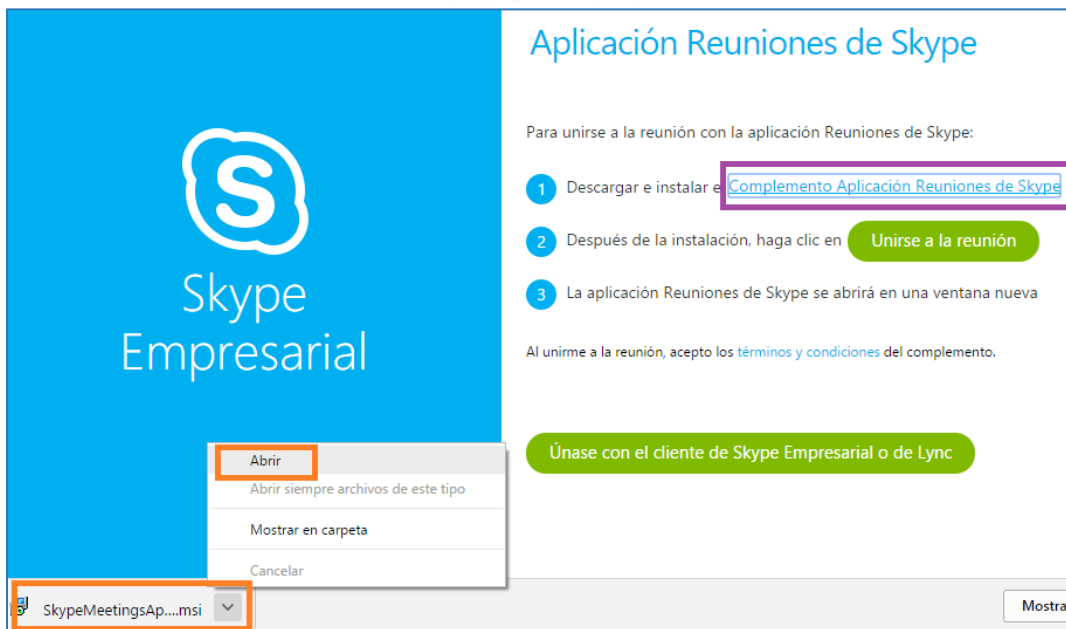 Aplicación Reuniones de Skype
Para unirse a la reunión con la aplicación Reuniones de Skype:
1 Descargar e instalar e Complemento Aplicación Reuniones de Skype
2 Después de la instalación, haga clic en Unirse a la reunión
3 La aplicación Reuniones de Skype se abrirá en una ventana nueva
Al unirme a la reunión, acepto los términos y condiciones del complemento.
Únase con el cliente de Skype Empresarial o de Lync
S
Skype
Empresarial
Abrir
Abrir siempre archivos de este tipo
Mostrar en carpeta
Cancelar
SkypeMeetingsAp....msi
Mostra